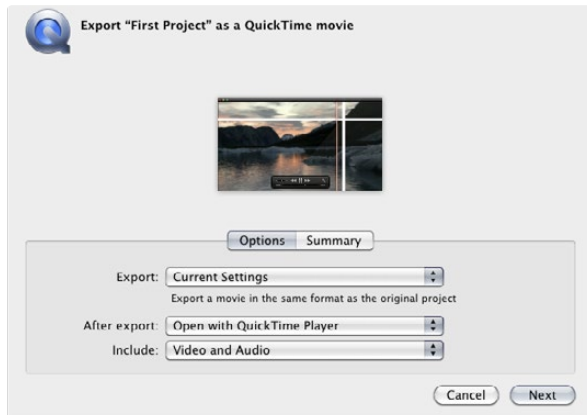 Export “First Project” as a QuickTime movie
Options Summary
Export: Current Settings
Export a movie in the same format as the original project
After export: Open with QuickTime Player
Include: Video and Audio
Cancel Next